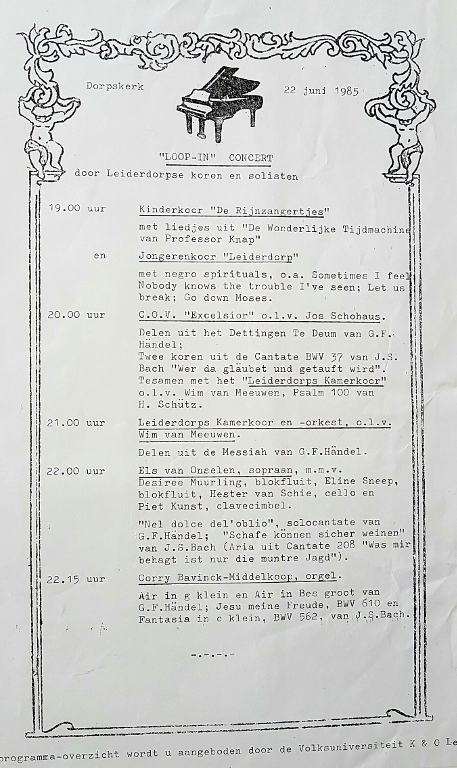 Dorpskerk 22 juni 1985
"LOOP-IN" CONCERT
door Leiderdorpse koren en solisten
19.00 uur Kinderkoor "De Rijnzangertjes"
met liedjes uit "De Wonderlijke Tijdmachine
van Professor Knap"
en Jongerenkoor "Leiderdorp"
met negro spirituals, o.a. Sometimes I feel
Nobody knows the trouble I've seen; Let us
break; Go down Moses.
20.00 uur C.O.V. "Excelsior" o.l.v. Jos Schohaus.
Delen uit het Dettingen Te Deum van G.F.
Händel;
Twee koren uit de Cantate BWV 37 van J.S.
Bach "Wer da glaubet und getauft wird".
Tesamen met het "Leiderdorps Kamerkoor"
o.l.v. Wim van Meeuwen, Psalm 100 van
H. Schütz.
21.00 uur Leiderdorps Kamerkoor en -orkest, o.l.v.
Wim van Meeuwen.
Delen uit de Messiah van G.F.Händel.
22.00 uur Els van Onselen, sopraan, m.m.v.
Desiree Muurling, blokfluit, Eline Sneep,
blokfluit, Hester van Schie, cello en
Piet Kunst, clavecimbel.
"Nel dolce del'oblio", solocantate van
G.F.Händel; "Schafe können sicher weinen"
van J.S.Bach (Aria uit Cantate 208 "Was mir
behagt ist nur die muntre Jagd").
22.15 uur Corry Bavinck-Middelkoop, orgel.
Air in g klein en Air in Bes groot van
G.F.Händel; Jesu meine Freude, BWV 610 en
Fantasia in c klein, BWV 562, van J.S.Bach.
-.-.-.-
programma-overzicht wordt u aangeboden door de Volksuniversiteit K & O Le